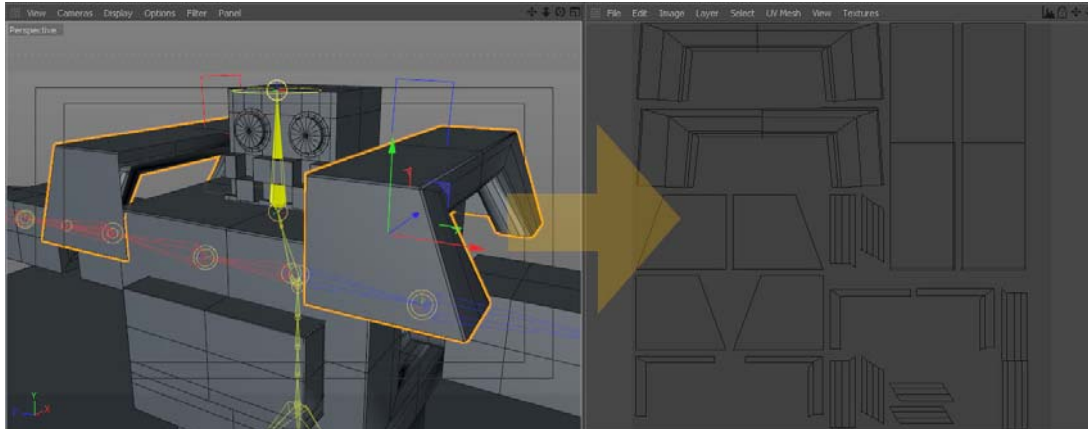 View Cameras Display Options Filter Panel
Perspective
File Edit Image Layer Select UV Mesh View Textures
Y
X